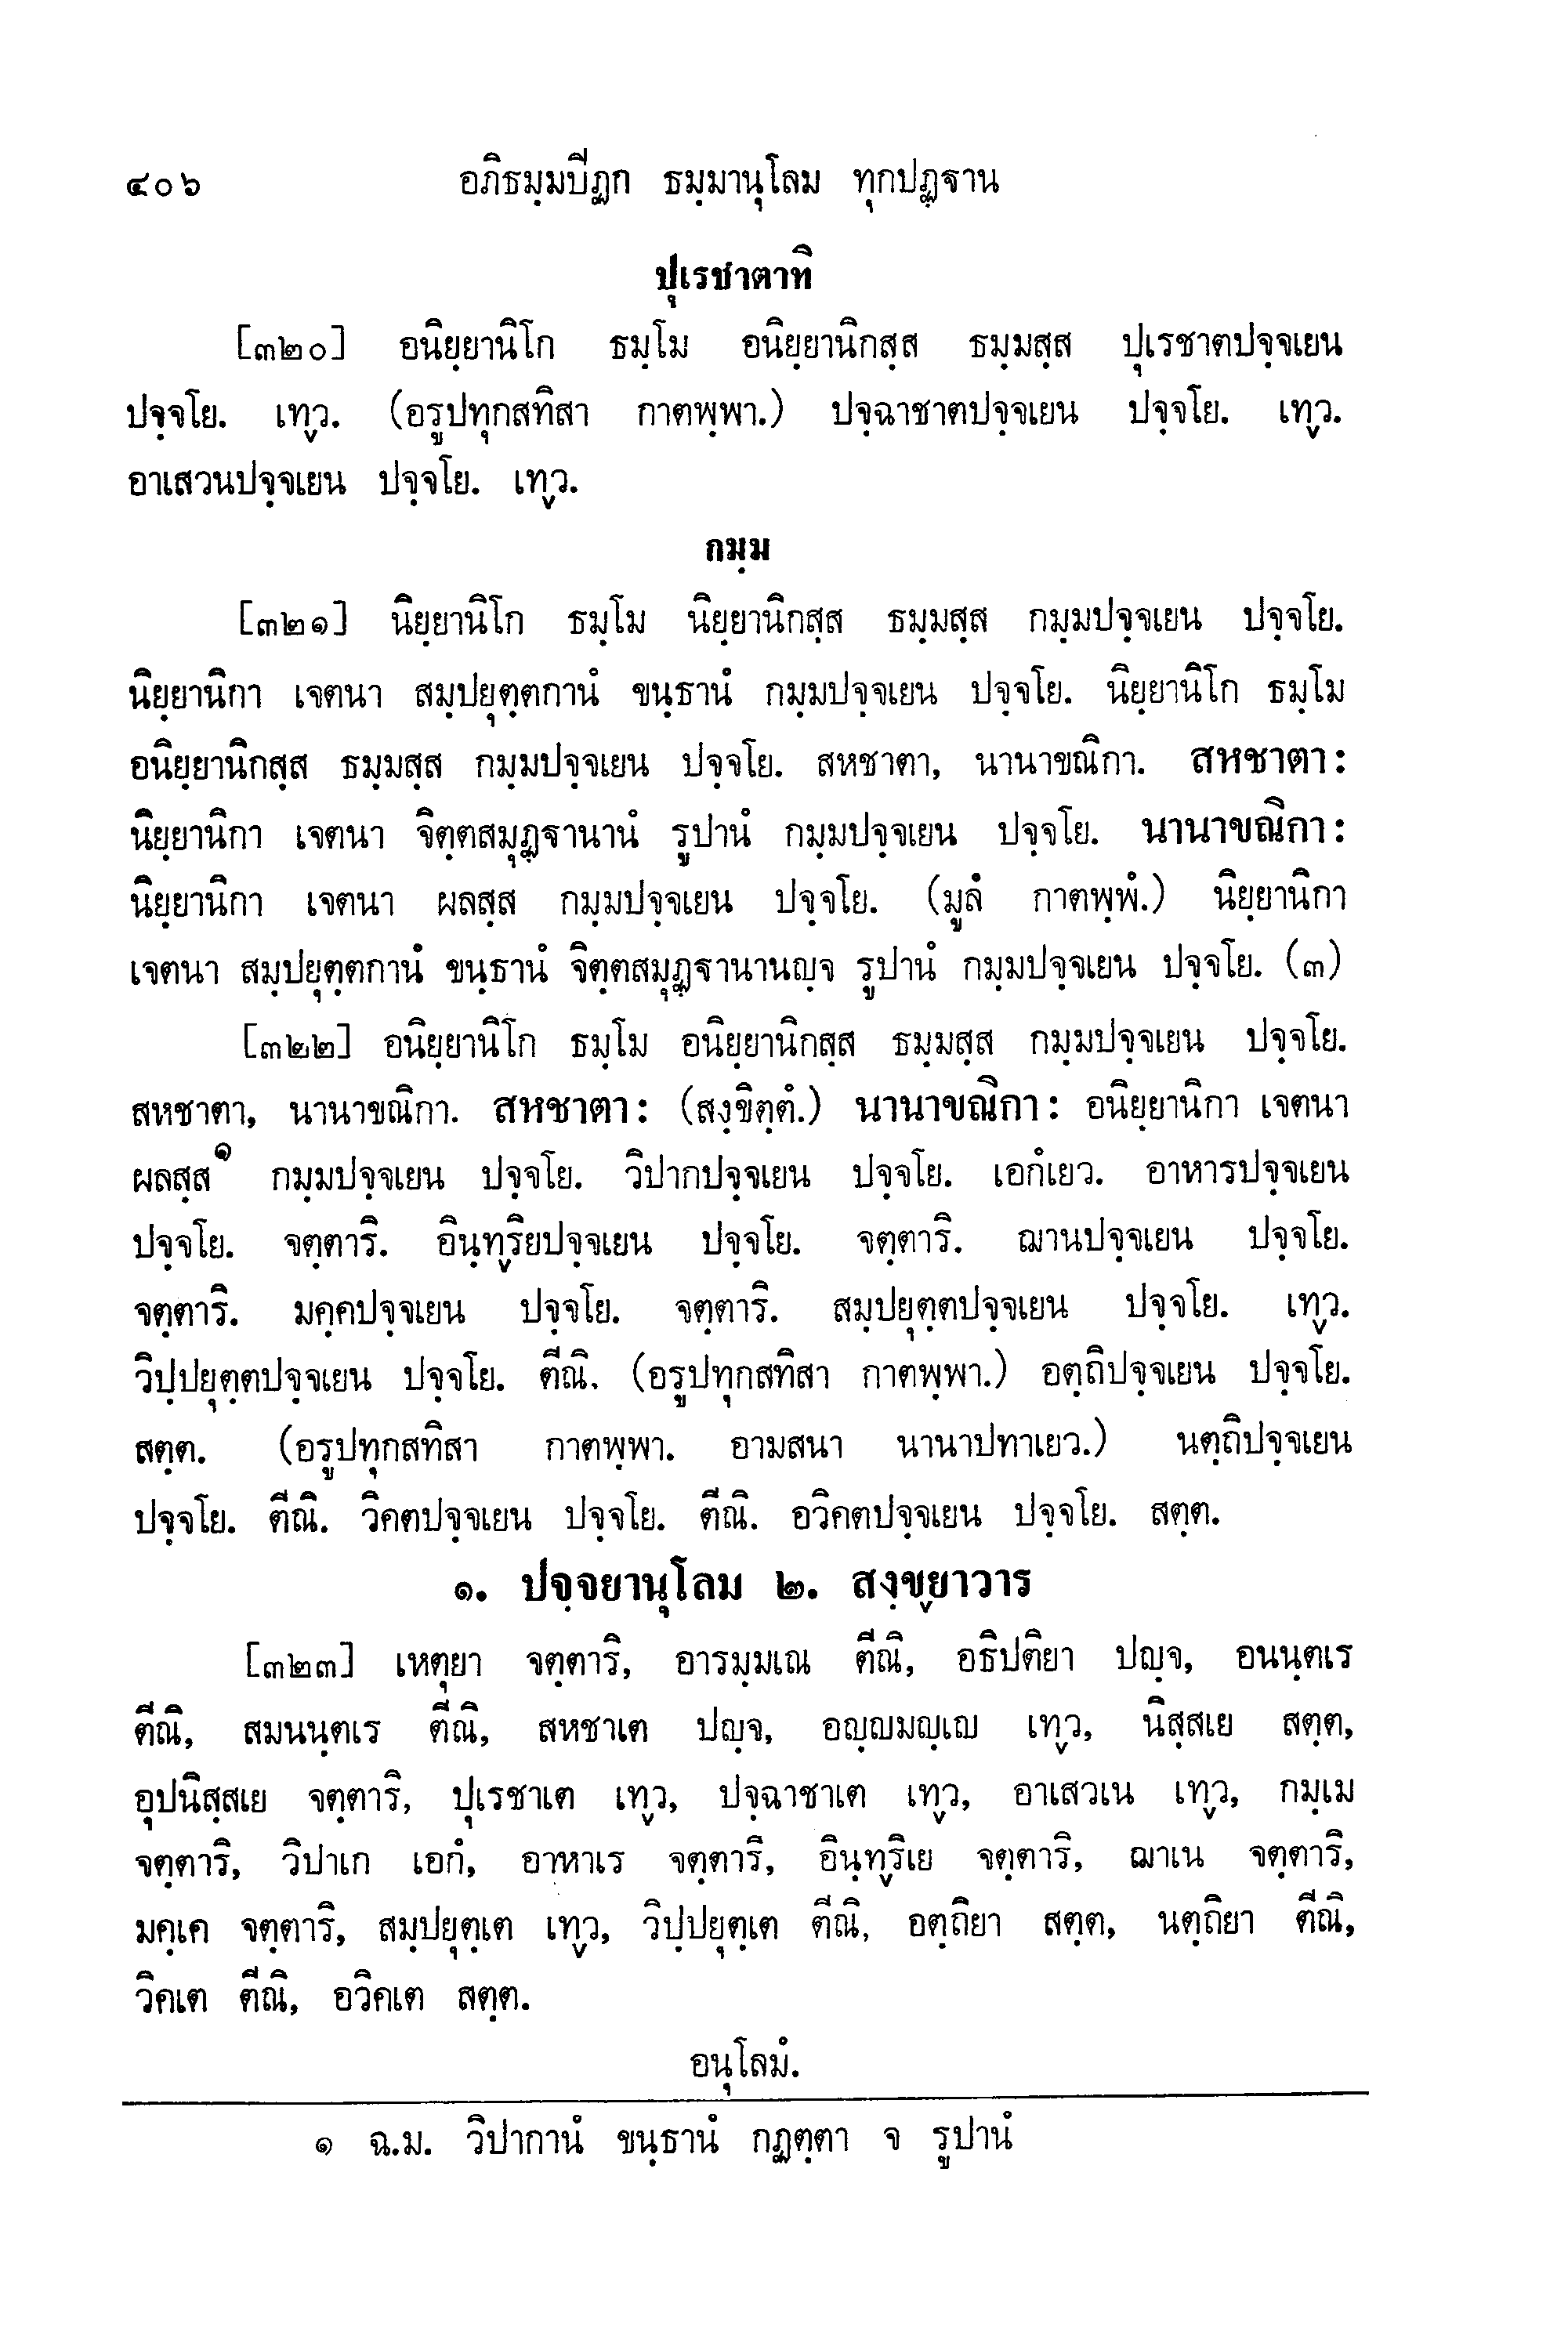 ๔๐๖ อภิธมฺมปีฏก ธมฺมานุโลม ทุกปฏฺฐาน
ปุเรชาตาทิ
[๓๒๐] อนิยฺยานิโก ธมฺโม อนิยฺยานิกสฺส ธมฺมสฺส ปุเรชาตปจฺจเยน
ปจฺจโย. เทฺว. (อรูปทุกสทิสา กาตพฺพา.) ปจฺฉาชาตปจฺจเยน ปจฺจโย. เทฺว.
อาเสวนปจฺจเยน ปจฺจโย. เทฺว.
กมฺม
[๓๒๑] นิยฺยานิโก ธมฺโม นิยฺยานิกสฺส ธมฺมสฺส กมฺมปจฺจเยน ปจฺจโย.
นิยฺยานิกา เจตนา สมฺปยุตฺตกานํ ขนฺธานํ กมฺมปจฺจเยน ปจฺจโย. นิยฺยานิโก ธมฺโม
อนิยฺยานิกสฺส ธมฺมสฺส กมฺมปจฺจเยน ปจฺจโย. สหชาตา, นานาขณิกา. สหชาตา:
นิยฺยานิกา เจตนา จิตฺตสมุฏฺฐานานํ รูปานํ กมฺมปจฺจเยน ปจฺจโย. นานาขณิกา:
นิยฺยานิกา เจตนา ผลสฺส กมฺมปจฺจเยน ปจฺจโย. (มูลํ กาตพฺพํ.) นิยฺยานิกา
เจตนา สมฺปยุตฺตกานํ ขนฺธานํ จิตฺตสมุฏฺฐานานญฺจ รูปานํ กมฺมปจฺจเยน ปจฺจโย. (๓)
[๓๒๒] อนิยฺยานิโก ธมฺโม อนิยฺยานิกสฺส ธมฺมสฺส กมฺมปจฺจเยน ปจฺจโย.
สหชาตา, นานาขณิกา. สหชาตา: (สงฺขิตฺตํ.) นานาขณิกา: อนิยฺยานิกา เจตนา
ผลสฺส๑ กมฺมปจฺจเยน ปจฺจโย. วิปากปจฺจเยน ปจฺจโย. เอกํเยว. อาหารปจฺจเยน
ปจฺจโย. จตฺตาริ. อินฺทฺริยปจฺจเยน ปจฺจโย. จตฺตาริ. ฌานปจฺจเยน ปจฺจโย.
จตฺตาริ. มคฺคปจฺจเยน ปจฺจโย. จตฺตาริ. สมฺปยุตฺตปจฺจเยน ปจฺจโย. เทฺว.
วิปฺปยุตฺตปจฺจเยน ปจฺจโย. ตีณิ. (อรูปทุกสทิสา กาตพฺพา.) อตฺถิปจฺจเยน ปจฺจโย.
สตฺต. (อรูปทุกสทิสา กาตพฺพา. อามสนา นานาปทาเยว.) นตฺถิปจฺจเยน
ปจฺจโย. ตีณิ. วิคตปจฺจเยน ปจฺจโย. ตีณิ. อวิคตปจฺจเยน ปจฺจโย. สตฺต.
๑. ปจฺจยานุโลม ๒. สงฺขฺยาวาร
[๓๒๓] เหตุยา จตฺตาริ, อารมฺมเณ ตีณิ, อธิปติยา ปญฺจ, อนนฺตเร
ตีณิ, สมนนฺตเร ตีณิ, สหชาเต ปญฺจ, อญฺญมญฺเญ เทฺว, นิสฺสเย สตฺต,
อุปนิสฺสเย จตฺตาริ, ปุเรชาเต เทฺว, ปจฺฉาชาเต เทฺว, อาเสวเน เทฺว, กมฺเม
จตฺตาริ, วิปาเก เอกํ, อาหาเร จตฺตาริ, อินฺทฺริเย จตฺตาริ, ฌาเน จตฺตาริ,
มคฺเค จตฺตาริ, สมฺปยุตฺเต เทฺว, วิปฺปยุตฺเต ตีณิ, อตฺถิยา สตฺต, นตฺถิยา ตีณิ,
วิคเต ตีณิ, อวิคเต สตฺต.
อนุโลมํ.
๑ ฉ.ม. วิปากานํ ขนฺธานํ กฏตฺตา จ รูปานํ